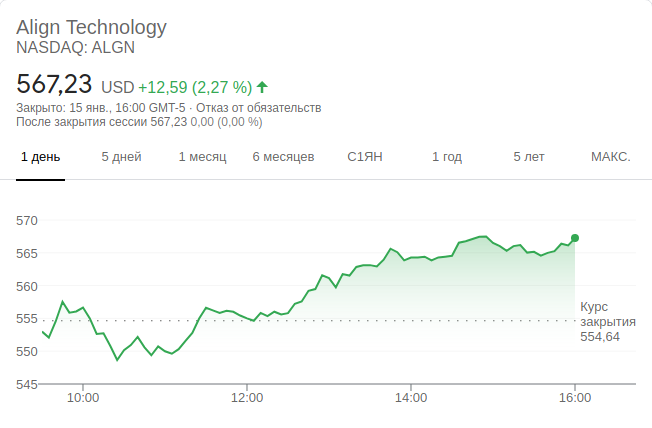 Align Technology
NASDAQ: ALGN
567,23 USD +12,59 (2,27 %)
Закрыто: 15 янв., 16:00 GMT-5 · Отказ от обязательств
После закрытия сессии 567,23 0,00 (0,00 %)
1 день 5 дней 1 месяц 6 месяцев С1ЯН 1 год 5 лет МАКС.
570
565
560
555
550
545
Курс
закрытия
554,64
10:00 12:00 14:00 16:00